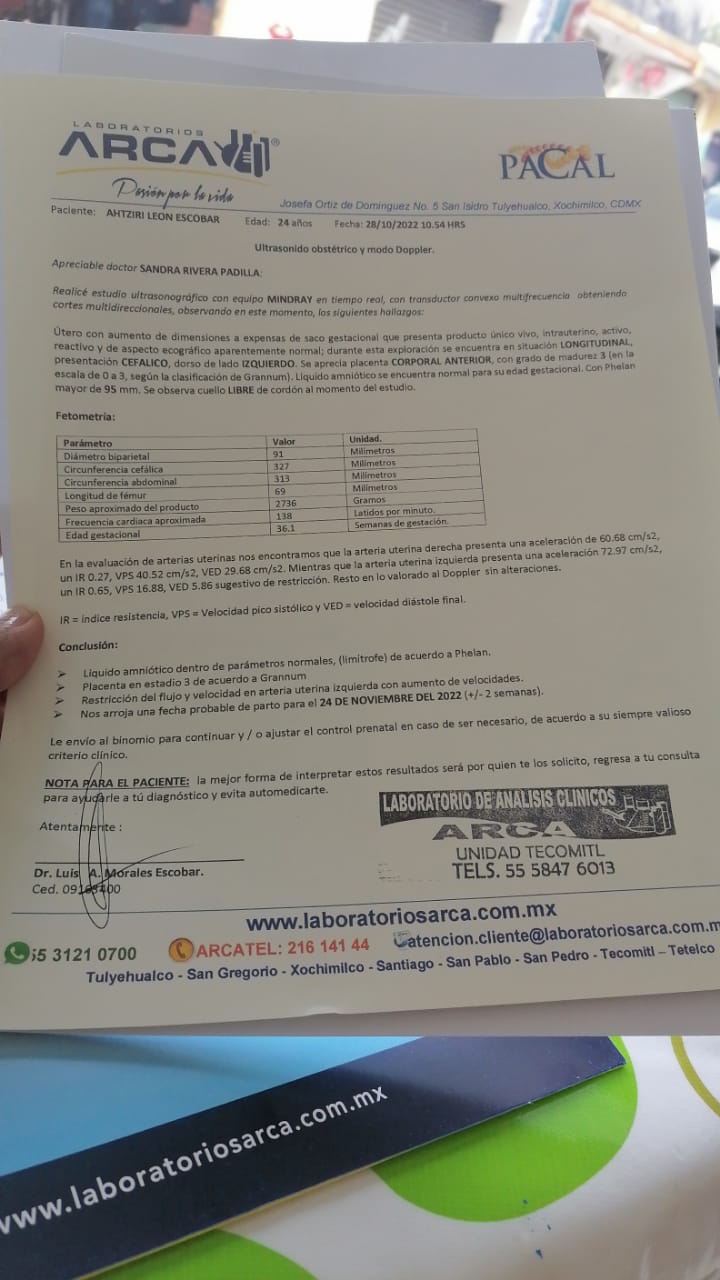 LABORATORIOS
ARCA
®
Pasión por la vida
PACAL
Josefa Ortiz de Domínguez No. 5 San Isidro Tulyehualco, Xochimilco, CDMX
Paciente: AHTZIRI LEON ESCOBAR Edad: 24 años Fecha: 28/10/2022 10.54 HRS
Ultrasonido obstétrico y modo Doppler.
Apreciable doctor SANDRA RIVERA PADILLA:
Realicé estudio ultrasonográfico con equipo MINDRAY en tiempo real, con transductor convexo multifrecuencia obteniendo
cortes multidireccionales, observando en este momento, los siguientes hallazgos:
Útero con aumento de dimensiones a expensas de saco gestacional que presenta producto único vivo, intrauterino, activo,
reactivo y de aspecto ecográfico aparentemente normal; durante esta exploración se encuentra en situación LONGITUDINAL,
presentación CEFALICO, dorso de lado IZQUIERDO. Se aprecia placenta CORPORAL ANTERIOR, con grado de madurez 3 (en la
escala de 0 a 3, según la clasificación de Grannum). Líquido amniótico se encuentra normal para su edad gestacional. Con Phelan
mayor de 95 mm. Se observa cuello LIBRE de cordón al momento del estudio.
Fetometría:
Parámetro Valor Unidad.
Diámetro biparietal 91 Milímetros
Circunferencia cefálica 327 Milímetros
Circunferencia abdominal 313 Milímetros
Longitud de fémur 69 Milímetros
Peso aproximado del producto 2736 Gramos
Frecuencia cardiaca aproximada 138 Latidos por minuto.
Edad gestacional 36.1 Semanas de gestación.
En la evaluación de arterias uterinas nos encontramos que la arteria uterina derecha presenta una aceleración de 60.68 cm/s2,
un IR 0.27, VPS 40.52 cm/s2, VED 29.68 cm/s2. Mientras que la arteria uterina izquierda presenta una aceleración 72.97 cm/s2,
un IR 0.65, VPS 16.88, VED 5.86 sugestivo de restricción. Resto en lo valorado al Doppler sin alteraciones.
IR = índice resistencia, VPS = Velocidad pico sistólico y VED = velocidad diástole final.
Conclusión:
➢ Líquido amniótico dentro de parámetros normales, (limítrofe) de acuerdo a Phelan.
➢ Placenta en estadio 3 de acuerdo a Grannum
➢ Restricción del flujo y velocidad en arteria uterina izquierda con aumento de velocidades.
➢ Nos arroja una fecha probable de parto para el 24 DE NOVIEMBRE DEL 2022 (+/- 2 semanas).
Le envío al binomio para continuar y / o ajustar el control prenatal en caso de ser necesario, de acuerdo a su siempre valioso
criterio clínico.
NOTA PARA EL PACIENTE: la mejor forma de interpretar estos resultados será por quien te los solicito, regresa a tu consulta
para ayudarle a tú diagnóstico y evita automedicarte.
Atentamente :
Dr. Luis A. Morales Escobar.
Ced.
LABORATORIO DE ANALISIS CLINICOS
ARCA
UNIDAD TECOMITL
TELS. 55 5847 6013
www.laboratoriosarca.com.mx
55 3121 0700 ARCATEL: 216 141 44 atencion.cliente@laboratoriosarca.com.m
Tulyehualco - San Gregorio - Xochimilco - Santiago - San Pablo - San Pedro - Tecomitl – Tetelco
www.laboratoriosarca.com.mx